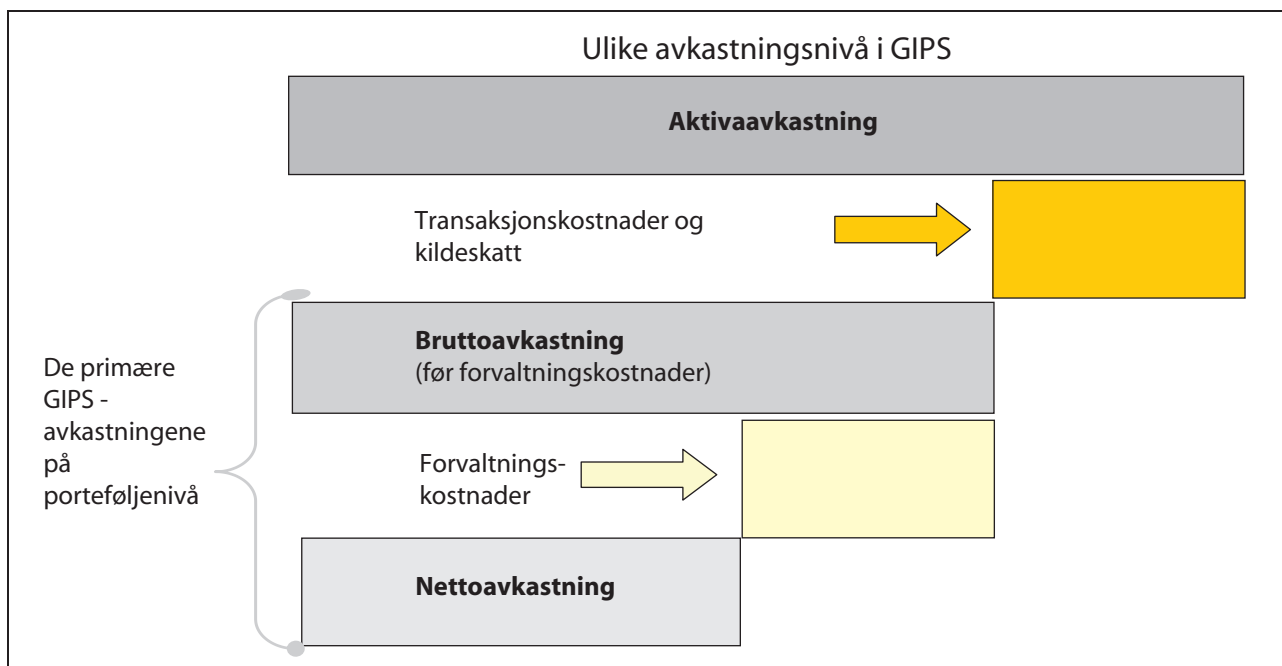 Ulike avkastningsnivå i GIPS
Aktivaavkastning
Transaksjonskostnader og
kildeskatt
Bruttoavkastning
(før forvaltningskostnader)
De primære
GIPS -
avkastningene
på
porteføljenivå
Forvaltnings-
kostnader
Nettoavkastning